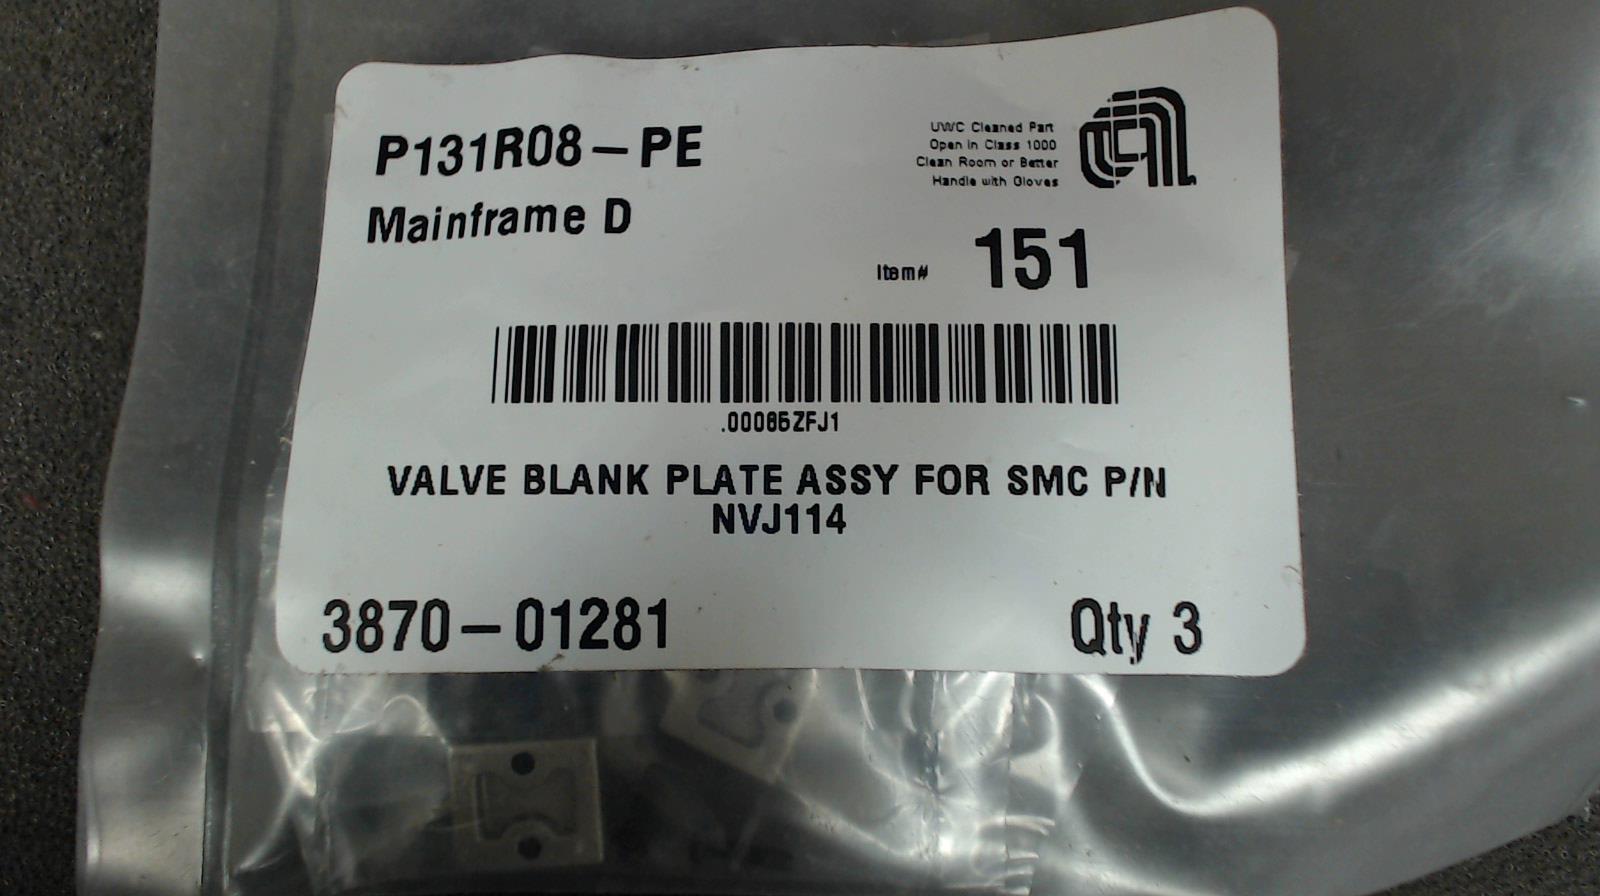 P131R08-PE
Mainframe D
UWC Cleaned Part
Open in Class 1000
Clean Room or Better
Handle with Gloves
Item# 151
VALVE BLANK PLATE ASSY FOR SMC P/N
NVJ114
3870-01281
Qty 3